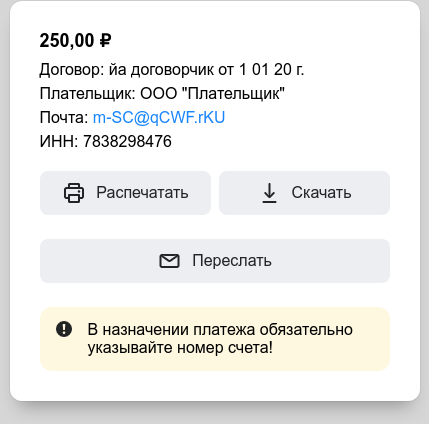 250,00 ₽
Договор: йа договорчик от 1 01 20 г.
Плательщик: ООО "Плательщик"
Почта: m-SC@qCWF.rKU
ИНН: 7838298476
Распечатать
Скачать
Переслать
В назначении платежа обязательно
указывайте номер счета!